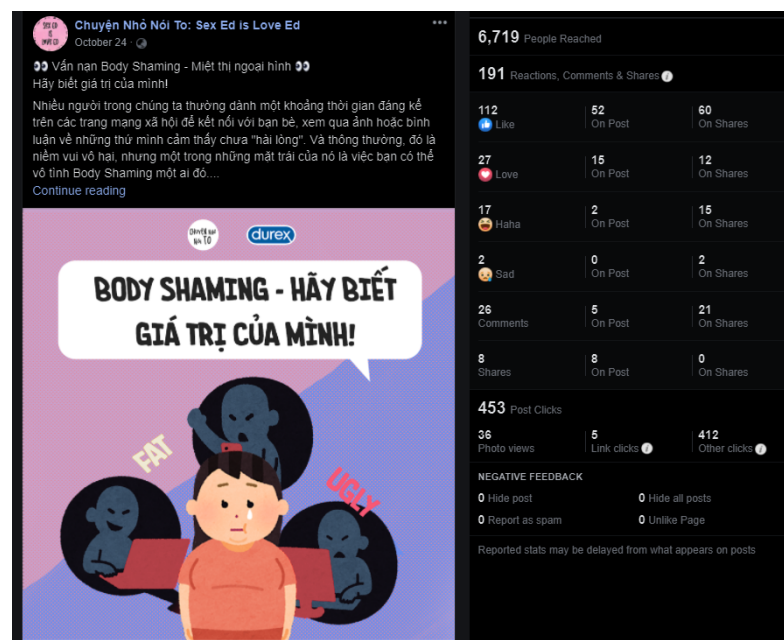 Chuyện Nhỏ Nói To: Sex Ed is Love Ed
October 24 ·
👀 Vấn nạn Body Shaming - Miệt thị ngoại hình 👀
Hãy biết giá trị của mình!
Nhiều người trong chúng ta thường dành một khoảng thời gian đáng kể
trên các trang mạng xã hội để kết nối với bạn bè, xem qua ảnh hoặc bình
luận về những thứ mình cảm thấy chưa "hài lòng". Và thông thường, đó là
niềm vui vô hại, nhưng một trong những mặt trái của nó là việc bạn có thể
vô tình Body Shaming một ai đó....
Continue reading
CHUYỆN NHỎ
NÓI TO
durex
BODY SHAMING - HÃY BIẾT
GIÁ TRỊ CỦA MÌNH!
FAT
UGLY
6,719 People Reached
191 Reactions, Comments & Shares
112 52 60
Like On Post On Shares
27 15 12
Love On Post On Shares
17 2 15
Haha On Post On Shares
2 0 2
Sad On Post On Shares
26 5 21
Comments On Post On Shares
8 8 0
Shares On Post On Shares
453 Post Clicks
36 5 412
Photo views Link clicks Other clicks
NEGATIVE FEEDBACK
0 Hide post 0 Hide all posts
0 Report as spam 0 Unlike Page
Reported stats may be delayed from what appears on posts